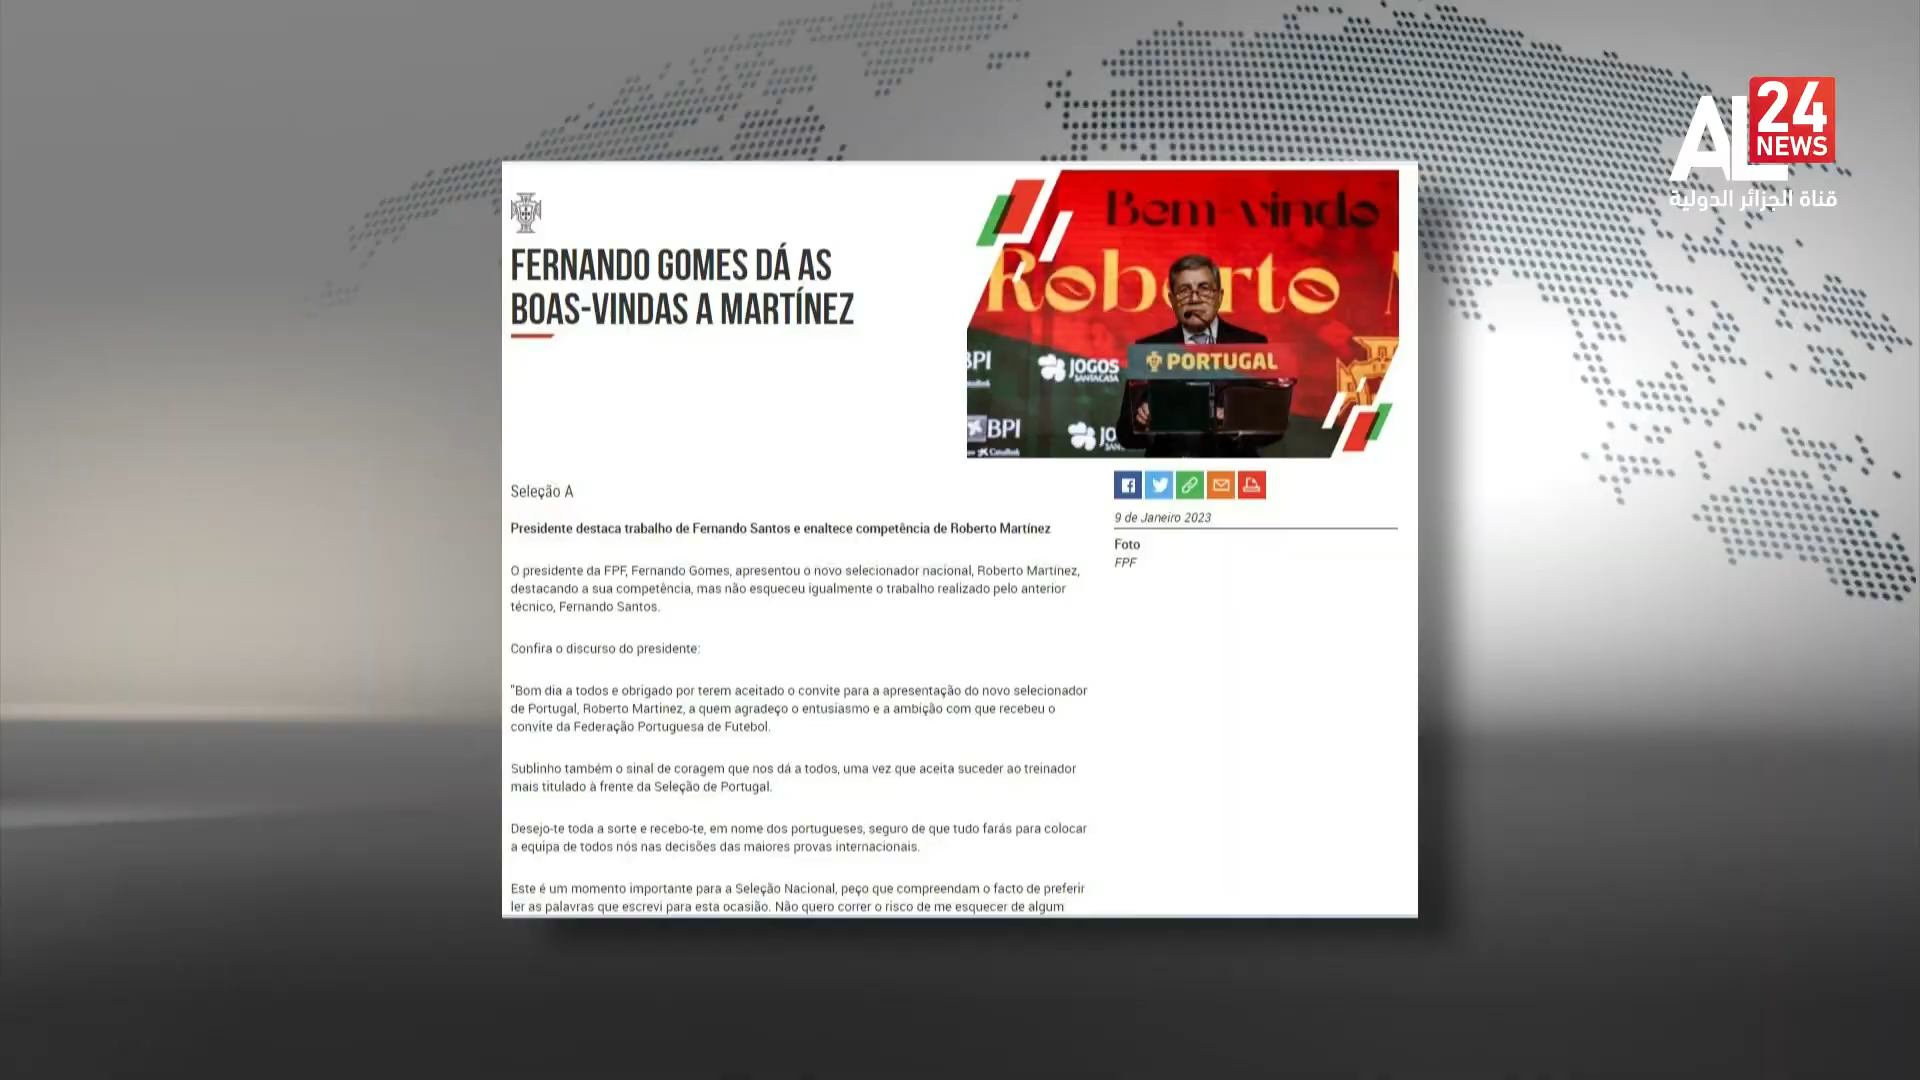 AL
24
NEWS
قناة الجزائر الدولية
FERNANDO GOMES DÁ AS
BOAS-VINDAS A MARTÍNEZ
Bem-vindo
Roberto M
PORTUGAL
BPI
JOGOS
SANTACASA
BPI
CaixaBank
JO
Seleção A
Presidente destaca trabalho de Fernando Santos e enaltece competência de Roberto Martínez
O presidente da FPF, Fernando Gomes, apresentou o novo selecionador nacional, Roberto Martínez,
destacando a sua competência, mas não esqueceu igualmente o trabalho realizado pelo anterior
técnico, Fernando Santos.
Confira o discurso do presidente:
"Bom dia a todos e obrigado por terem aceitado o convite para a apresentação do novo selecionador
de Portugal, Roberto Martinez, a quem agradeço o entusiasmo e a ambição com que recebeu o
convite da Federação Portuguesa de Futebol.
Sublinho também o sinal de coragem que nos dá a todos, uma vez que aceita suceder ao treinador
mais titulado à frente da Seleção de Portugal.
Desejo-te toda a sorte e recebo-te, em nome dos portugueses, seguro de que tudo farás para colocar
a equipa de todos nós nas decisões das maiores provas internacionais.
Este é um momento importante para a Seleção Nacional, peço que compreendam o facto de preferir
ler as palavras que escrevi para esta ocasião. Não quero correr o risco de me esquecer de algum
9 de Janeiro 2023
Foto
FPF